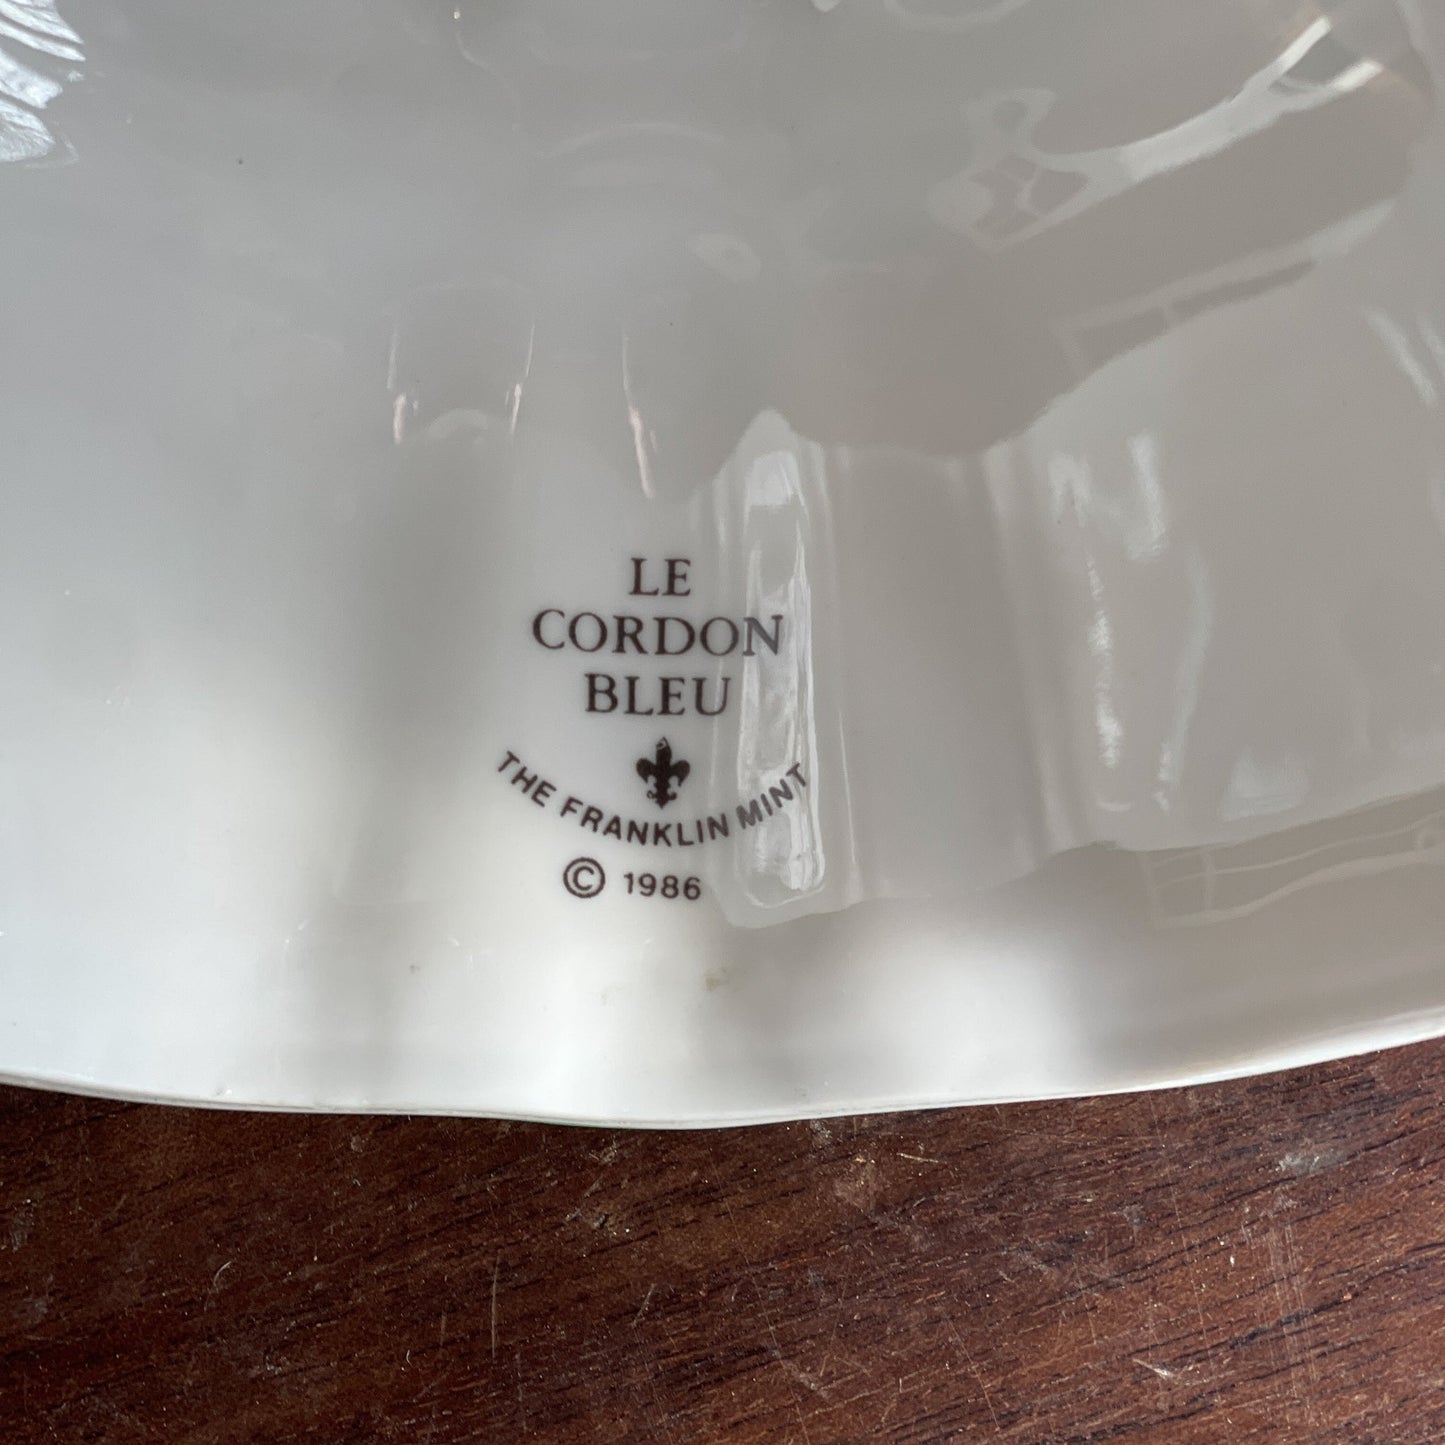 LE
CORDON
BLEU
THE FRANKLIN MINT
© 1986